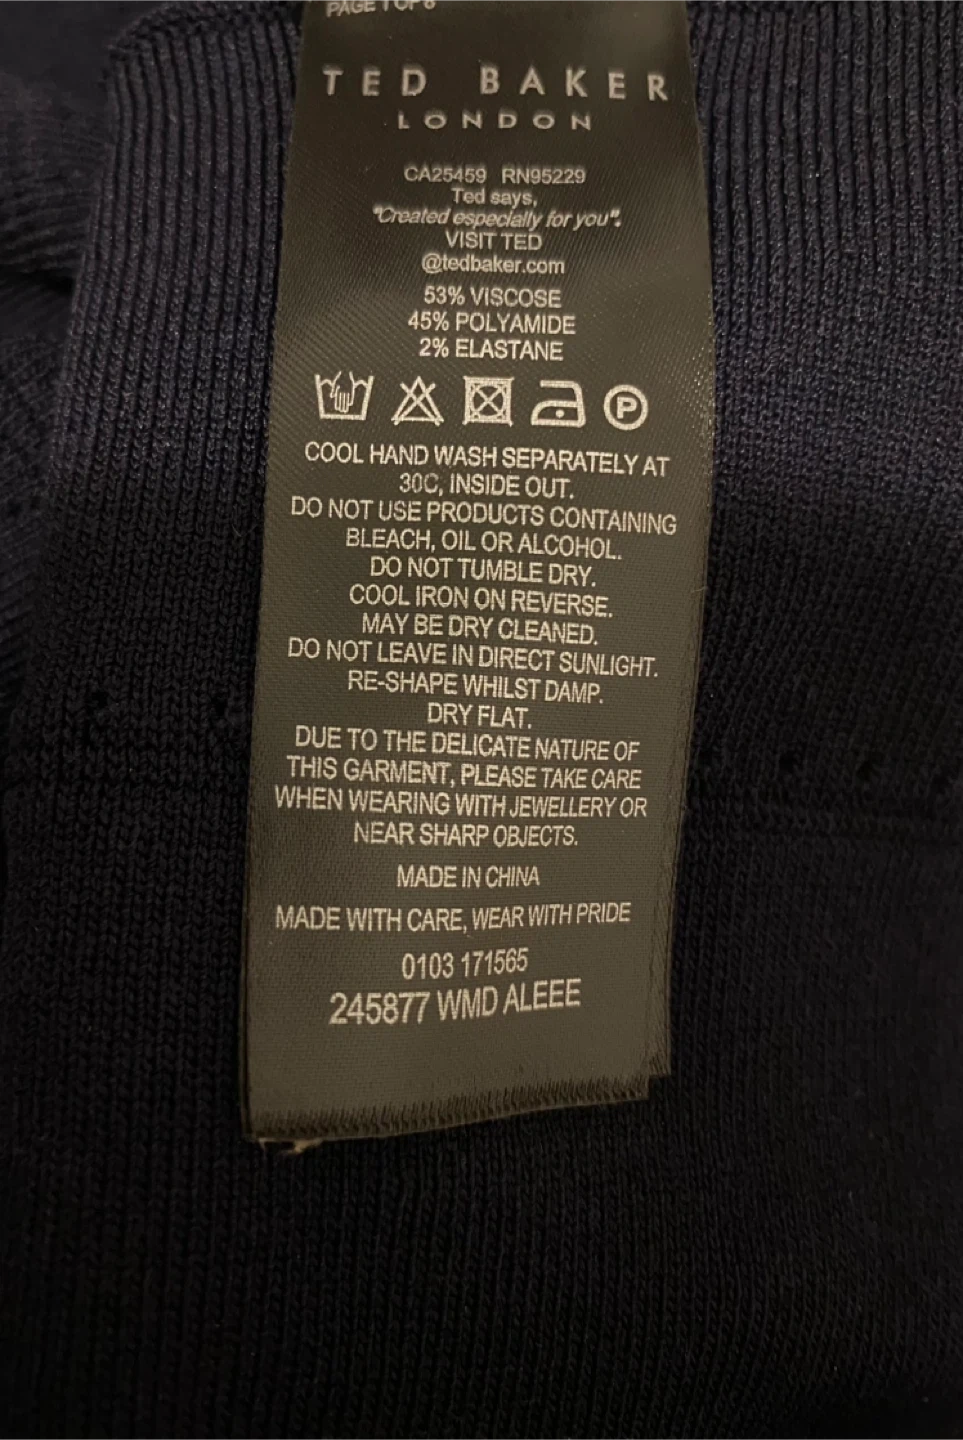 PAGE 1 OF 8
TED BAKER
LONDON
CA25459 RN95229
Ted says,
"Created especially for you".
VISIT TED
@tedbaker.com
53% VISCOSE
45% POLYAMIDE
2% ELASTANE
P
COOL HAND WASH SEPARATELY AT
30C, INSIDE OUT.
DO NOT USE PRODUCTS CONTAINING
BLEACH, OIL OR ALCOHOL.
DO NOT TUMBLE DRY.
COOL IRON ON REVERSE.
MAY BE DRY CLEANED.
DO NOT LEAVE IN DIRECT SUNLIGHT.
RE-SHAPE WHILST DAMP.
DRY FLAT.
DUE TO THE DELICATE NATURE OF
THIS GARMENT, PLEASE TAKE CARE
WHEN WEARING WITH JEWELLERY OR
NEAR SHARP OBJECTS.
MADE IN CHINA
MADE WITH CARE, WEAR WITH PRIDE
0103 171565
245877 WMD ALEEE